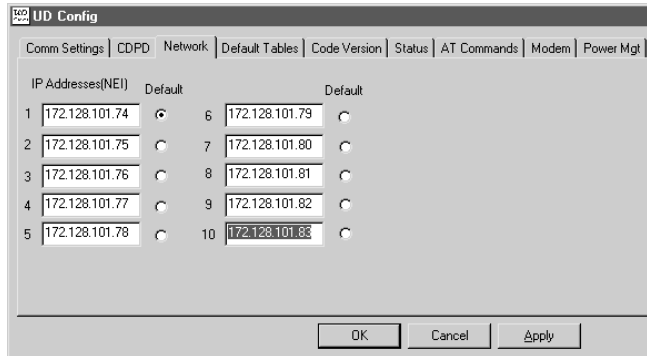 UD Config
Comm Settings CDPD Network Default Tables Code Version Status AT Commands Modem Power Mgt
IP Addresses(NEI) Default Default
1 172.128.101.74 6 172.128.101.79
2 172.128.101.75 7 172.128.101.80
3 172.128.101.76 8 172.128.101.81
4 172.128.101.77 9 172.128.101.82
5 172.128.101.78 10 172.128.101.83
OK Cancel Apply